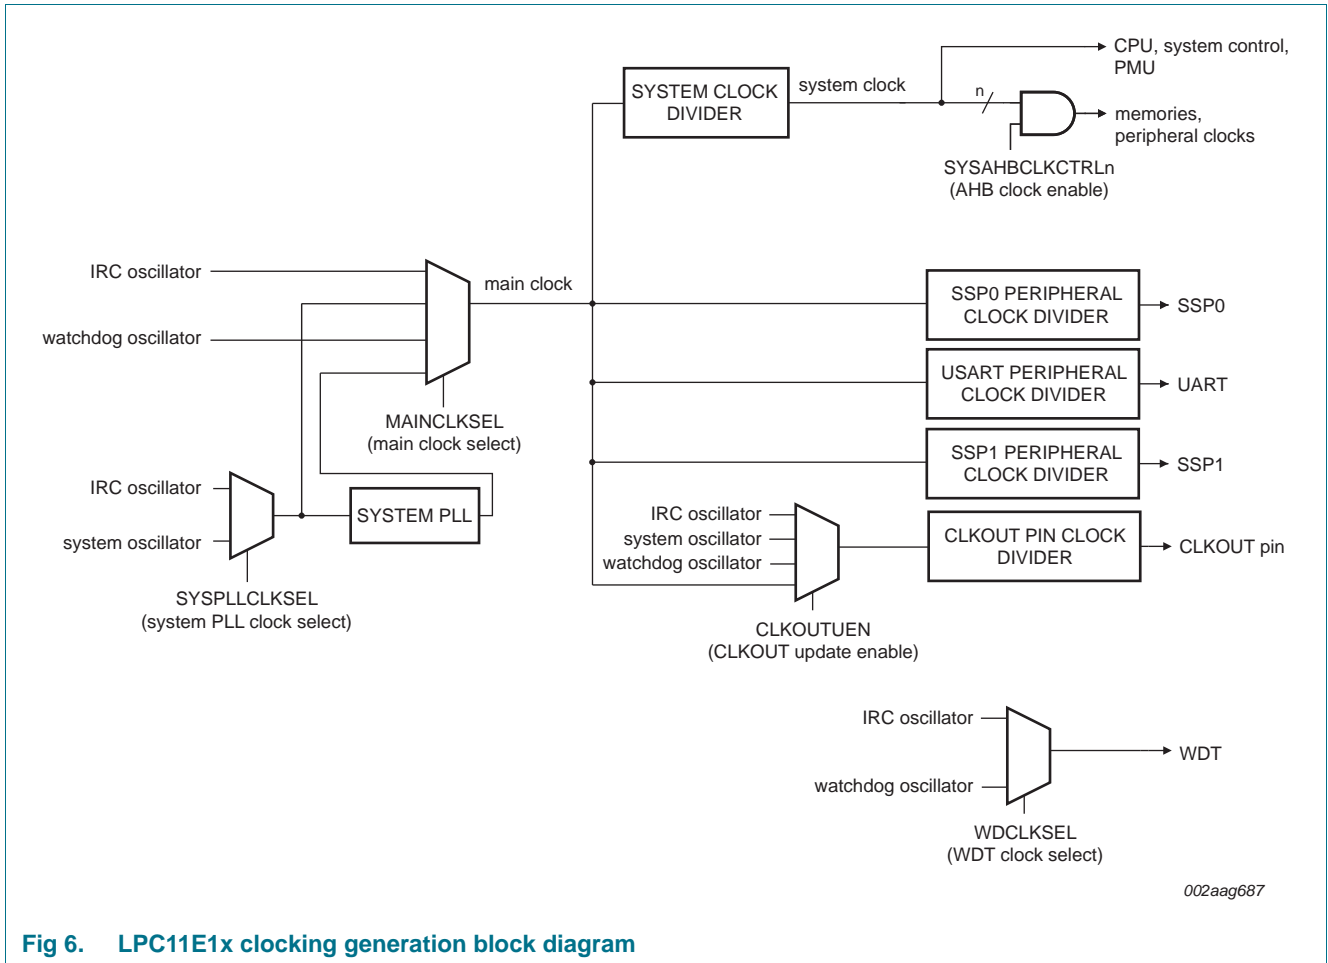 CPU, system control,
PMU
SYSTEM CLOCK
DIVIDER
system clock
n
memories,
peripheral clocks
SYSAHBCLKCTRLn
(AHB clock enable)
IRC oscillator
main clock
watchdog oscillator
MAINCLKSEL
(main clock select)
SSP0 PERIPHERAL
CLOCK DIVIDER
SSP0
USART PERIPHERAL
CLOCK DIVIDER
UART
SSP1 PERIPHERAL
CLOCK DIVIDER
SSP1
IRC oscillator
system oscillator
SYSTEM PLL
SYSPLLCLKSEL
(system PLL clock select)
IRC oscillator
system oscillator
watchdog oscillator
CLKOUT PIN CLOCK
DIVIDER
CLKOUT pin
CLKOUTUEN
(CLKOUT update enable)
IRC oscillator
WDT
watchdog oscillator
WDCLKSEL
(WDT clock select)
002aag687
Fig 6. LPC11E1x clocking generation block diagram